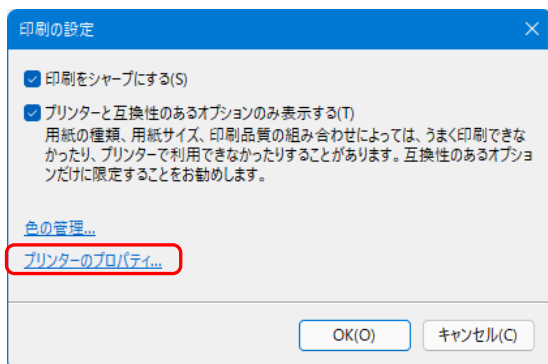 印刷の設定
印刷をシャープにする(S)
プリンターと互換性のあるオプションのみ表示する(T)
用紙の種類、用紙サイズ、印刷品質の組み合わせによっては、うまく印刷できな
かったり、プリンターで利用できなかったりすることがあります。互換性のあるオプショ
ンだけに限定することをお勧めします。
色の管理...
プリンターのプロパティ...
OK(O) キャンセル(C)